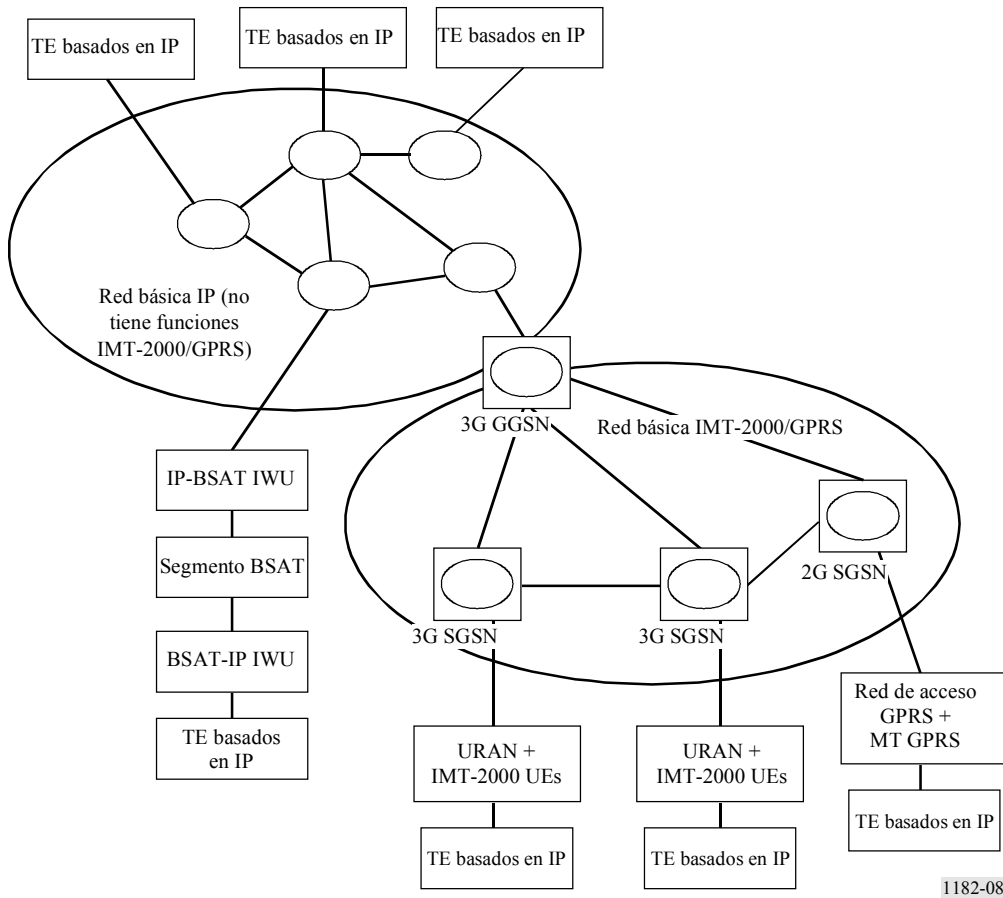 TE basados en IP
TE basados en IP
TE basados en IP
Red básica IP (no
tiene funciones
IMT-2000/GPRS)
3G GGSN
Red básica IMT-2000/GPRS
IP-BSAT IWU
Segmento BSAT
BSAT-IP IWU
TE basados
en IP
3G SGSN
3G SGSN
2G SGSN
URAN +
IMT-2000 UEs
URAN +
IMT-2000 UEs
Red de acceso
GPRS +
MT GPRS
TE basados en IP
TE basados en IP
TE basados en IP
1182-08